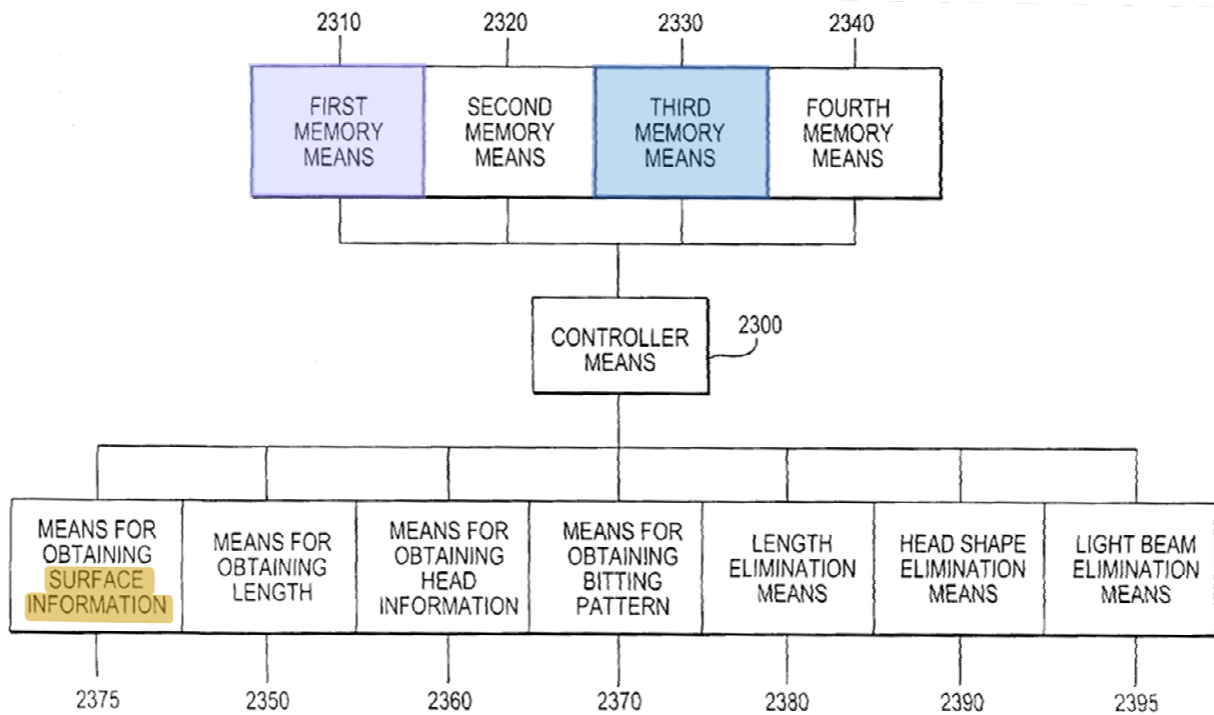 2310 2320 2330 2340
FIRST
MEMORY
MEANS
SECOND
MEMORY
MEANS
THIRD
MEMORY
MEANS
FOURTH
MEMORY
MEANS
CONTROLLER
MEANS
2300
MEANS FOR
OBTAINING
SURFACE
INFORMATION
MEANS FOR
OBTAINING
LENGTH
MEANS FOR
OBTAINING
HEAD
INFORMATION
MEANS FOR
OBTAINING
BITTING
PATTERN
LENGTH
ELIMINATION
MEANS
HEAD SHAPE
ELIMINATION
MEANS
LIGHT BEAM
ELIMINATION
MEANS
2375 2350 2360 2370 2380 2390 2395